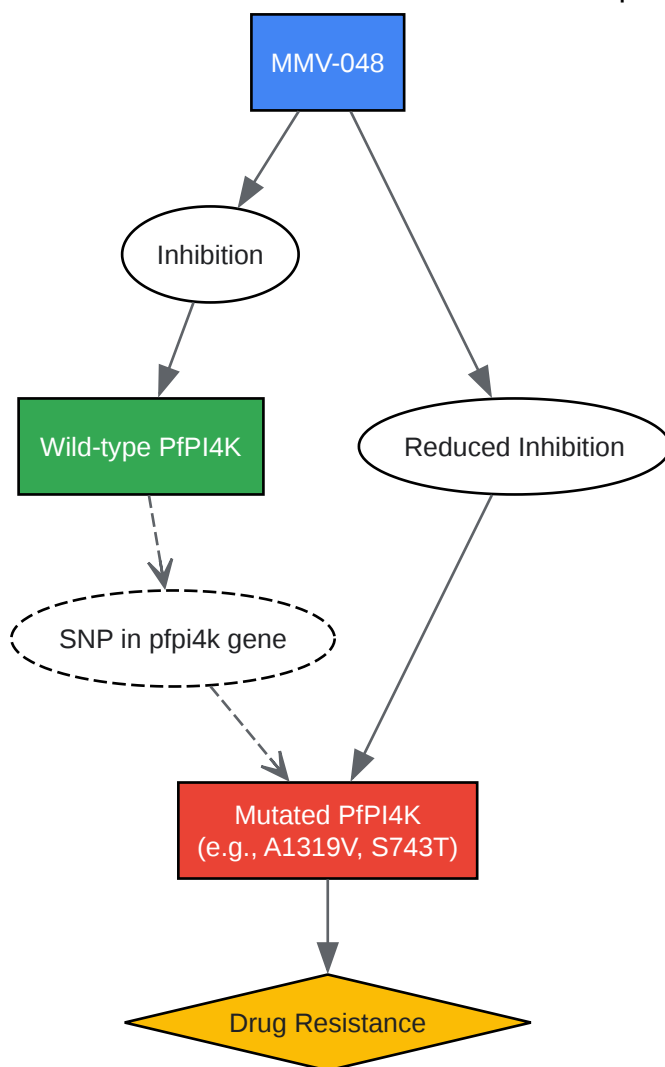 MMV-048
Inhibition
Wild-type PfPI4K
Reduced Inhibition
SNP in pfpi4k gene
Mutated PfPI4K
(e.g., A1319V, S743T)
Drug Resistance